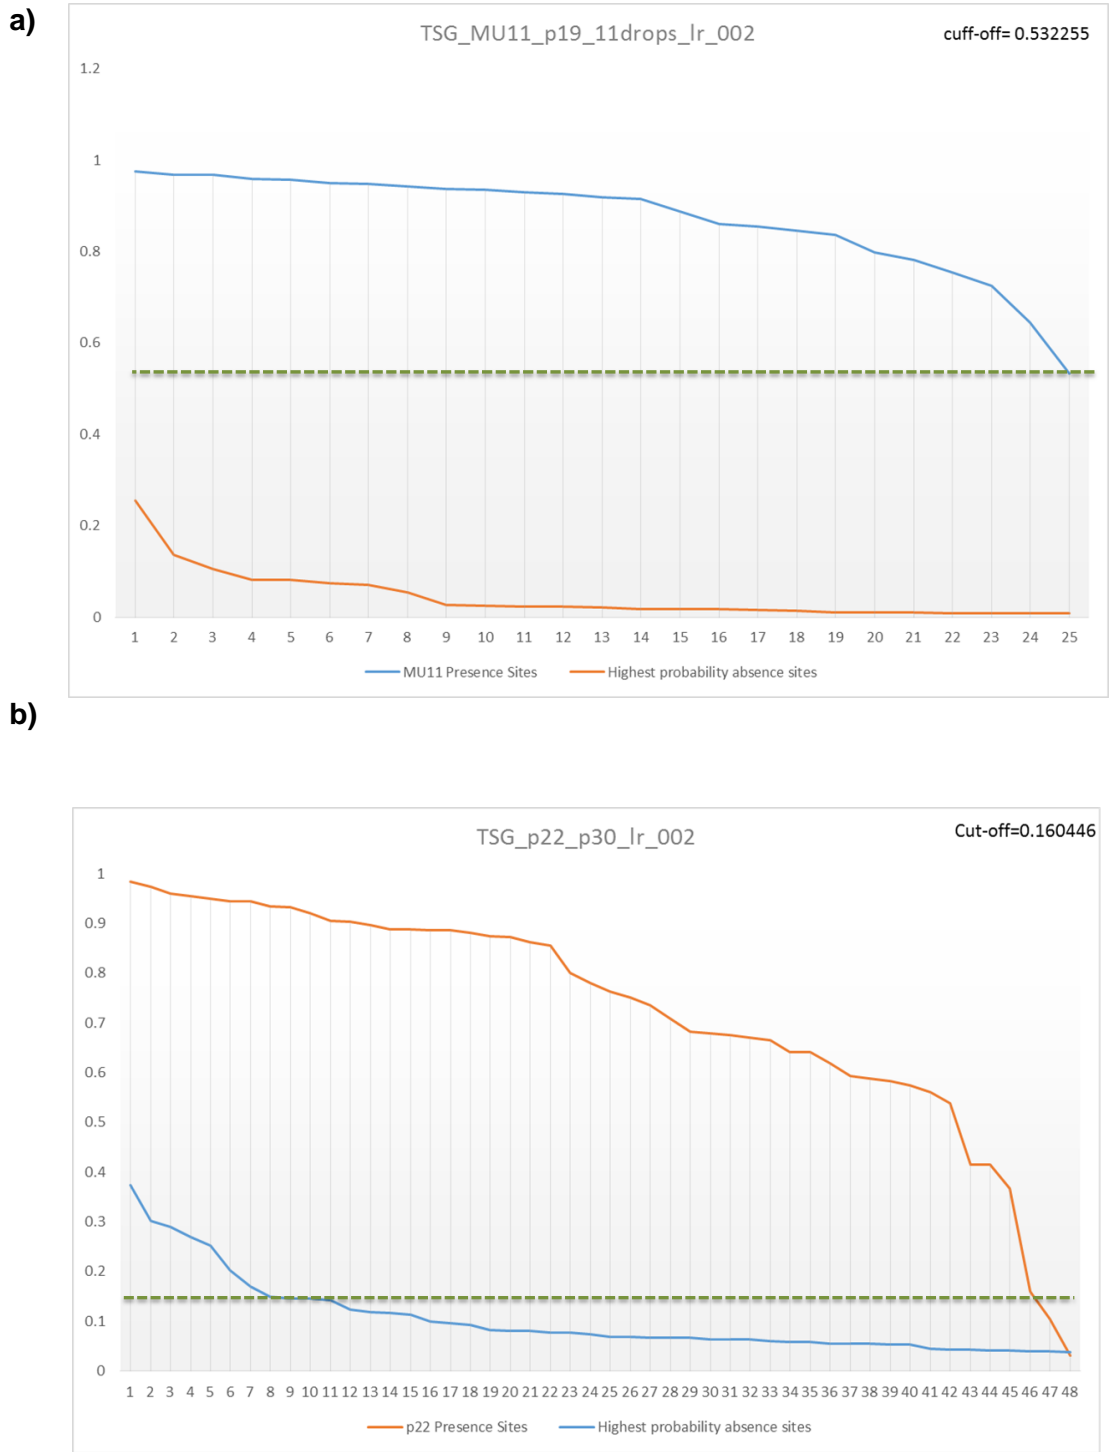 a)
TSG_MU11_p19_11drops_lr_002
cuff-off= 0.532255
1.2
1
0.8
0.6
0.4
0.2
0
1 2 3 4 5 6 7 8 9 10 11 12 13 14 15 16 17 18 19 20 21 22 23 24 25
MU11 Presence Sites Highest probability absence sites
b)
TSG_p22_p30_lr_002
Cut-off=0.160446
1
0.9
0.8
0.7
0.6
0.5
0.4
0.3
0.2
0.1
0
1 2 3 4 5 6 7 8 9 10 11 12 13 14 15 16 17 18 19 20 21 22 23 24 25 26 27 28 29 30 31 32 33 34 35 36 37 38 39 40 41 42 43 44 45 46 47 48
p22 Presence Sites Highest probability absence sites